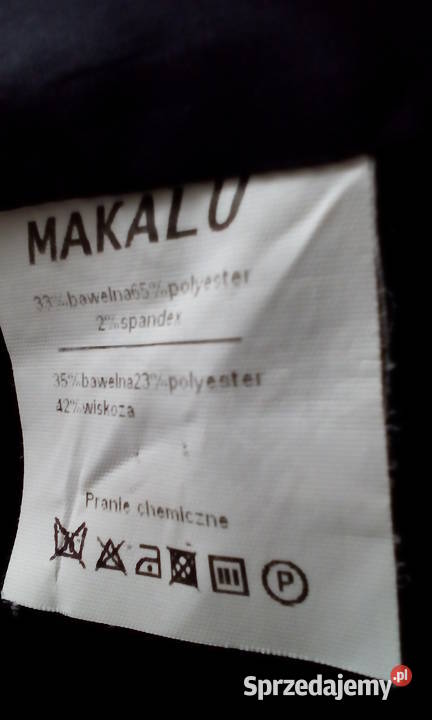 MAKALU
33%bawelna65%polyester
2%spandex
35%bawelna23%polyester
42%wiskoza
Pranie chemiczne
P
Sprzedajemy.pl